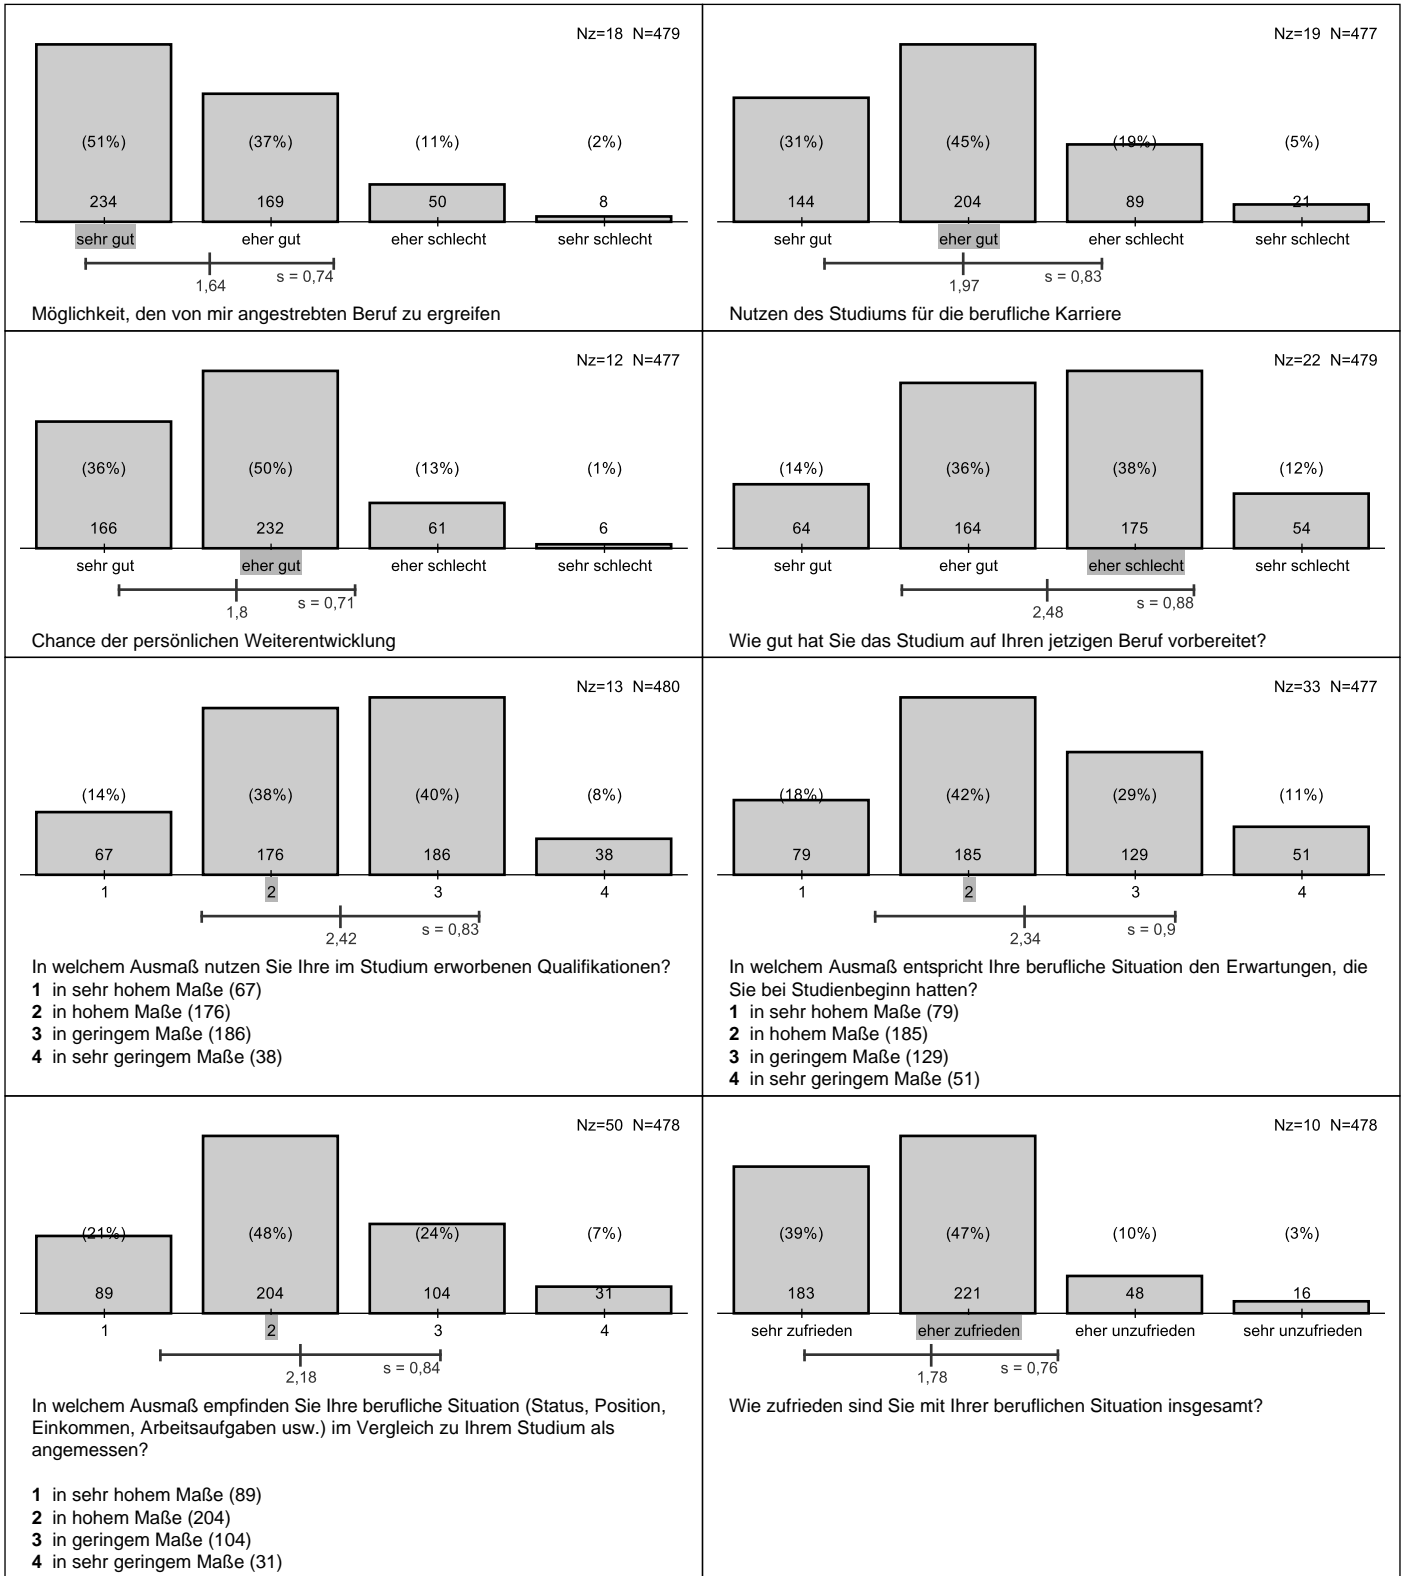 Nz=18 N=479
(51%) (37%) (11%) (2%)
234 169 50 8
sehr gut eher gut eher schlecht sehr schlecht
s = 0,74
1,64
Möglichkeit, den von mir angestrebten Beruf zu ergreifen
Nz=19 N=477
(31%) (45%) (19%) (5%)
144 204 89 21
sehr gut eher gut eher schlecht sehr schlecht
s = 0,83
1,97
Nutzen des Studiums für die berufliche Karriere
Nz=12 N=477
(36%) (50%) (13%) (1%)
166 232 61 6
sehr gut eher gut eher schlecht sehr schlecht
s = 0,71
1,8
Chance der persönlichen Weiterentwicklung
Nz=22 N=479
(14%) (36%) (38%) (12%)
64 164 175 54
sehr gut eher gut eher schlecht sehr schlecht
s = 0,88
2,48
Wie gut hat Sie das Studium auf Ihren jetzigen Beruf vorbereitet?
Nz=13 N=480
(14%) (38%) (40%) (8%)
67 176 186 38
1 2 3 4
s = 0,83
2,42
In welchem Ausmaß nutzen Sie Ihre im Studium erworbenen Qualifikationen?
1 in sehr hohem Maße (67)
2 in hohem Maße (176)
3 in geringem Maße (186)
4 in sehr geringem Maße (38)
Nz=33 N=477
(18%) (42%) (29%) (11%)
79 185 129 51
1 2 3 4
s = 0,9
2,34
In welchem Ausmaß entspricht Ihre berufliche Situation den Erwartungen, die
Sie bei Studienbeginn hatten?
1 in sehr hohem Maße (79)
2 in hohem Maße (185)
3 in geringem Maße (129)
4 in sehr geringem Maße (51)
Nz=50 N=478
(21%) (48%) (24%) (7%)
89 204 104 31
1 2 3 4
s = 0,84
2,18
In welchem Ausmaß empfinden Sie Ihre berufliche Situation (Status, Position,
Einkommen, Arbeitsaufgaben usw.) im Vergleich zu Ihrem Studium als
angemessen?
1 in sehr hohem Maße (89)
2 in hohem Maße (204)
3 in geringem Maße (104)
4 in sehr geringem Maße (31)
Nz=10 N=478
(39%) (47%) (10%) (3%)
183 221 48 16
sehr zufrieden eher zufrieden eher unzufrieden sehr unzufrieden
s = 0,76
1,78
Wie zufrieden sind Sie mit Ihrer beruflichen Situation insgesamt?